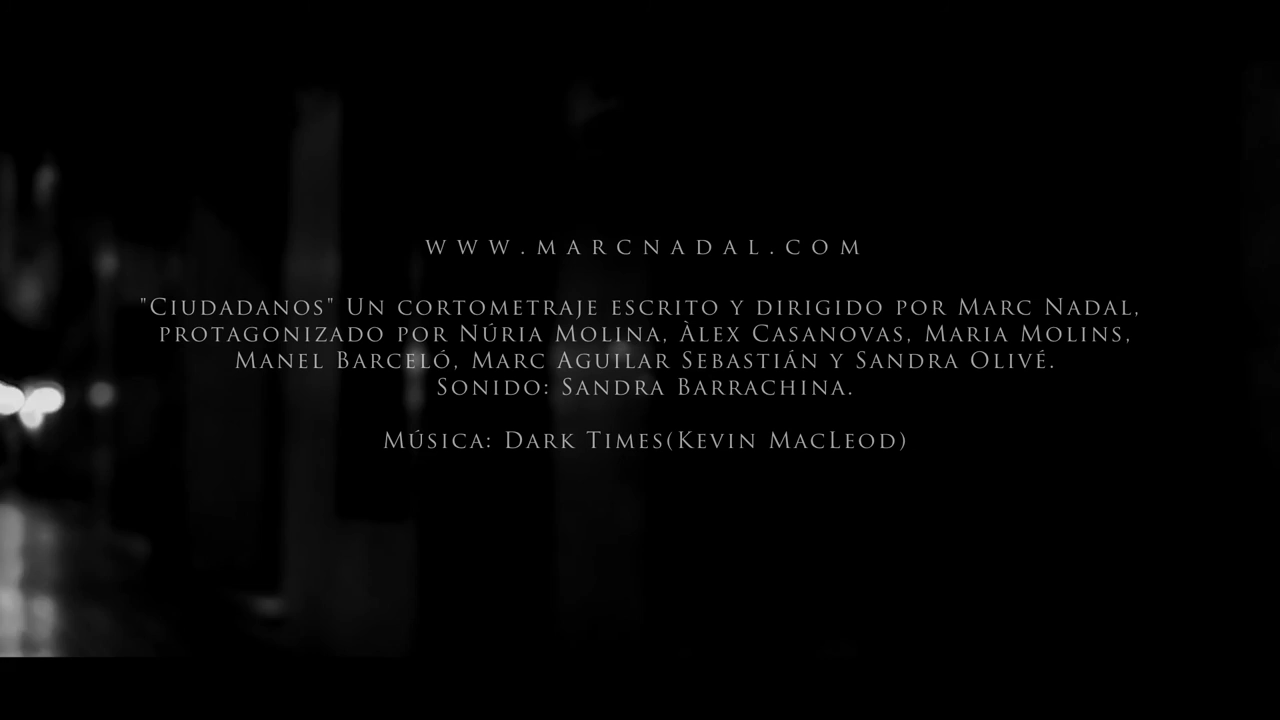 WWW.MARCNADAL.COM
"Ciudadanos" Un cortometraje escrito y dirigido por Marc Nadal,
protagonizado por Núria Molina, Àlex Casanovas, Maria Molins,
Manel Barceló, Marc Aguilar Sebastián y Sandra Olivé.
Sonido: Sandra Barrachina.
Música: Dark Times(Kevin MacLeod)